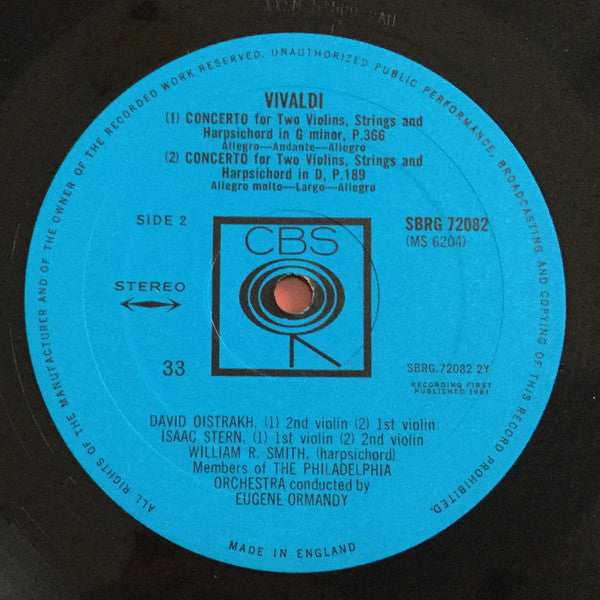 ALL RIGHTS OF THE MANUFACTURER AND OF THE OWNER OF THE RECORDED WORK RESERVED. UNAUTHORIZED PUBLIC PERFORMANCE, BROADCASTING AND COPYING OF THIS RECORD PROHIBITED.
VIVALDI
(1) CONCERTO for Two Violins, Strings and
Harpsichord in G minor, P.366
Allegro—Andante—Allegro
(2) CONCERTO for Two Violins, Strings and
Harpsichord in D, P.189
Allegro molto—Largo—Allegro
SIDE 2
SBRG 72082
(MS 6204)
CBS
STEREO
33
SBRG.72082 2Y
RECORDING FIRST
PUBLISHED 1961
DAVID OISTRAKH, (1) 2nd violin (2) 1st violin
ISAAC STERN, (1) 1st violin (2) 2nd violin
WILLIAM R. SMITH, (harpsichord)
Members of THE PHILADELPHIA
ORCHESTRA conducted by
EUGENE ORMANDY
MADE IN ENGLAND